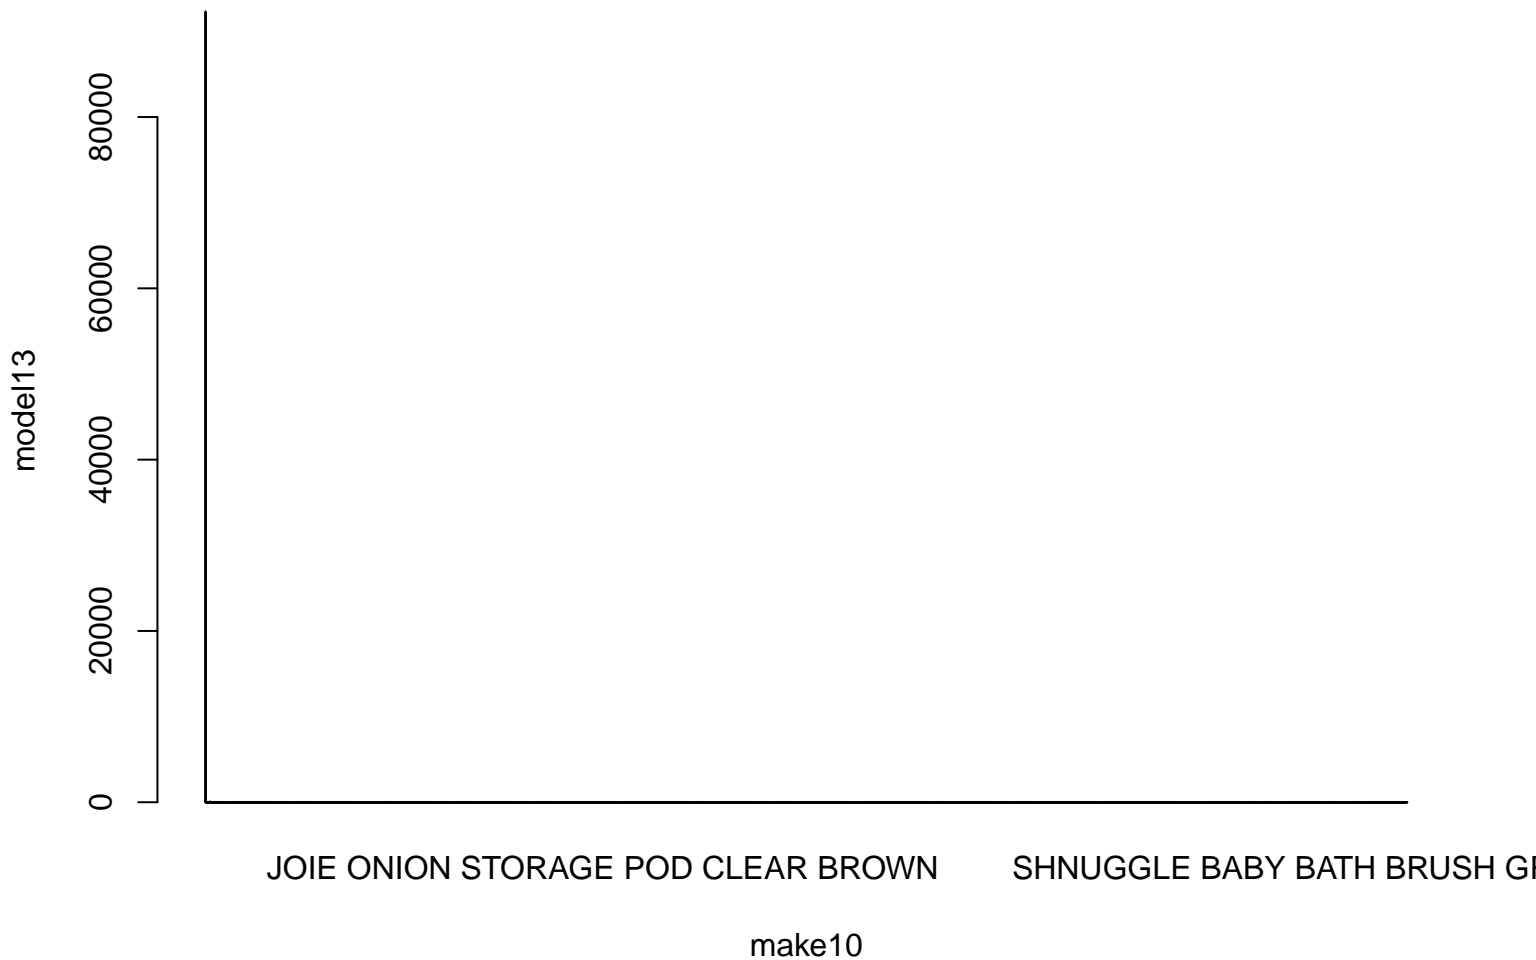 80000
60000
40000
20000
0
model13
JOIE ONION STORAGE POD CLEAR BROWN
SHNUGGLE BABY BATH BRUSH
make10